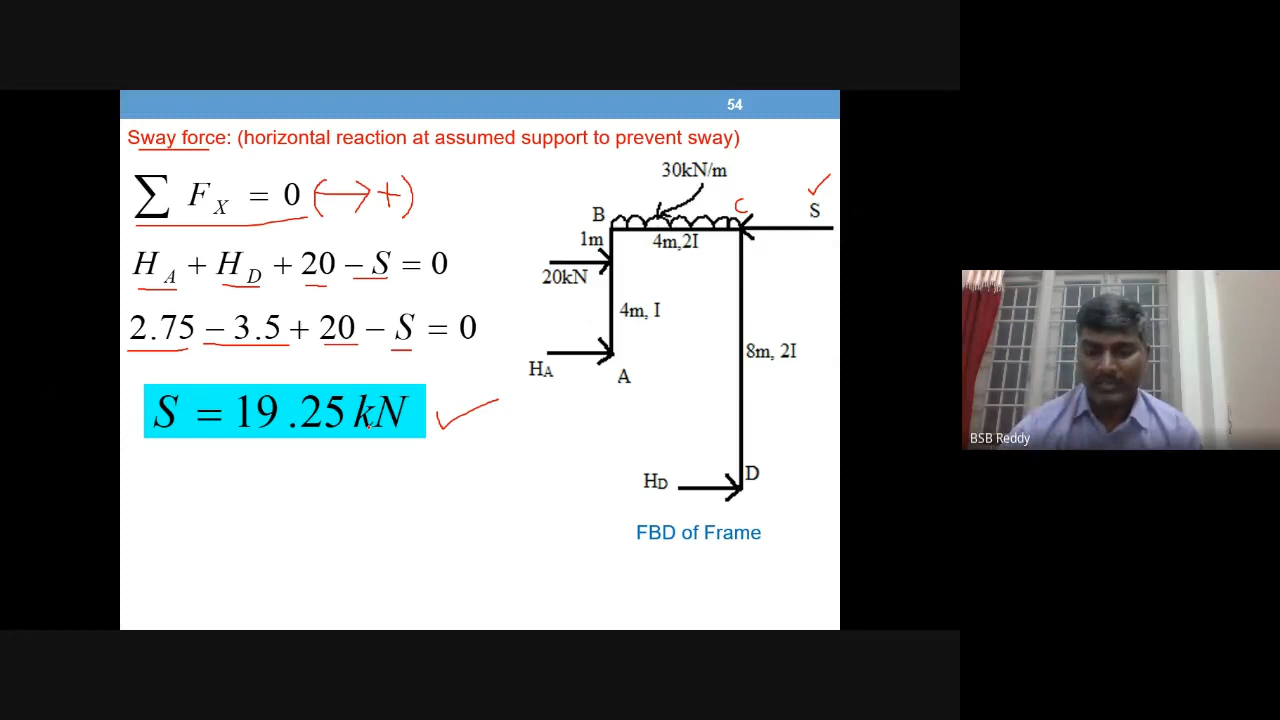 54
Sway force: (horizontal reaction at assumed support to prevent sway)
∑ F_X = 0 (→ +)
H_A + H_D + 20 − S = 0
2.75 − 3.5 + 20 − S = 0
S = 19.25 kN
30kN/m
B
C
S
1m
4m,2I
20kN
4m, I
8m, 2I
HA
A
HD
D
FBD of Frame
BSB Reddy